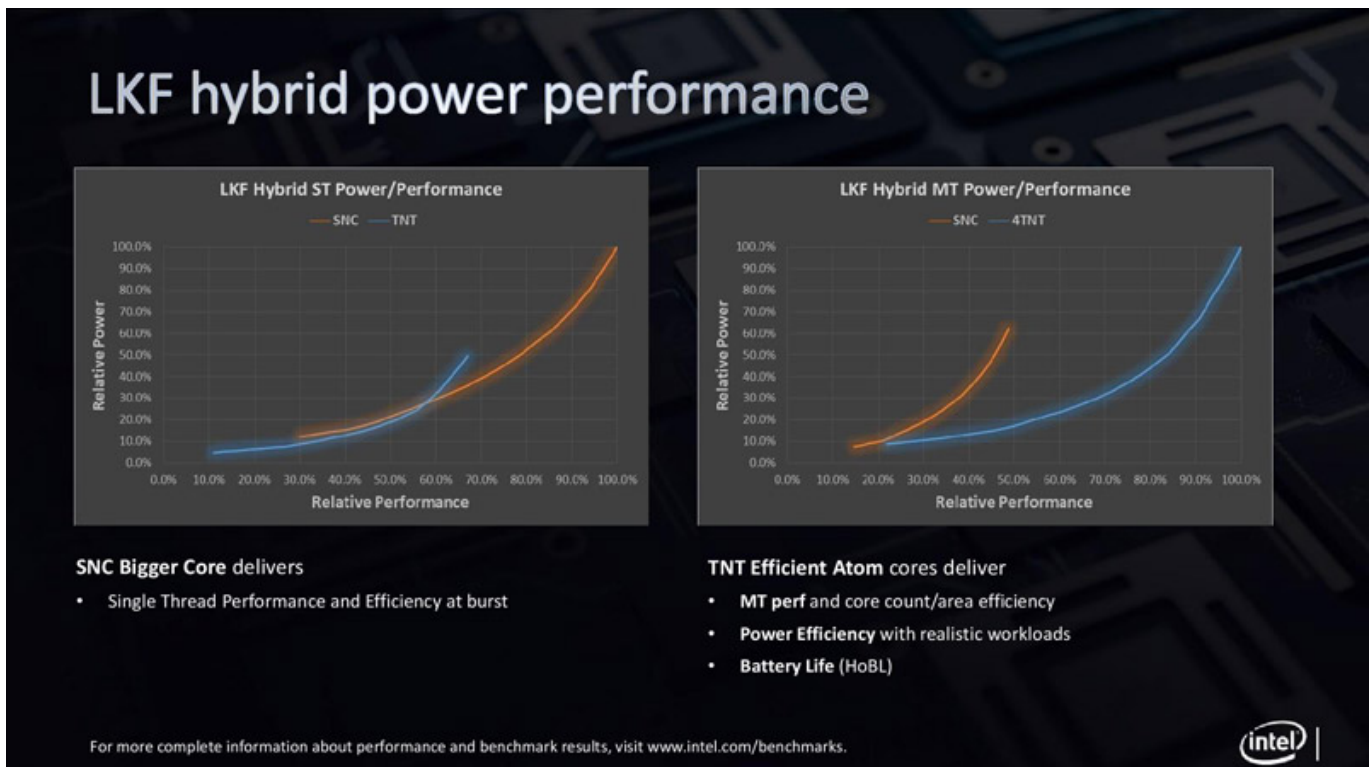 LKF hybrid power performance
LKF Hybrid ST Power/Performance
SNC TNT
100.0%
90.0%
80.0%
70.0%
60.0%
50.0%
40.0%
30.0%
20.0%
10.0%
0.0%
Relative Power
0.0% 10.0% 20.0% 30.0% 40.0% 50.0% 60.0% 70.0% 80.0% 90.0% 100.0%
Relative Performance
LKF Hybrid MT Power/Performance
SNC 4TNT
100.0%
90.0%
80.0%
70.0%
60.0%
50.0%
40.0%
30.0%
20.0%
10.0%
0.0%
Relative Power
0.0% 10.0% 20.0% 30.0% 40.0% 50.0% 60.0% 70.0% 80.0% 90.0% 100.0%
Relative Performance
SNC Bigger Core delivers
• Single Thread Performance and Efficiency at burst
TNT Efficient Atom cores deliver
• MT perf and core count/area efficiency
• Power Efficiency with realistic workloads
• Battery Life (HoBL)
For more complete information about performance and benchmark results, visit www.intel.com/benchmarks.
intel